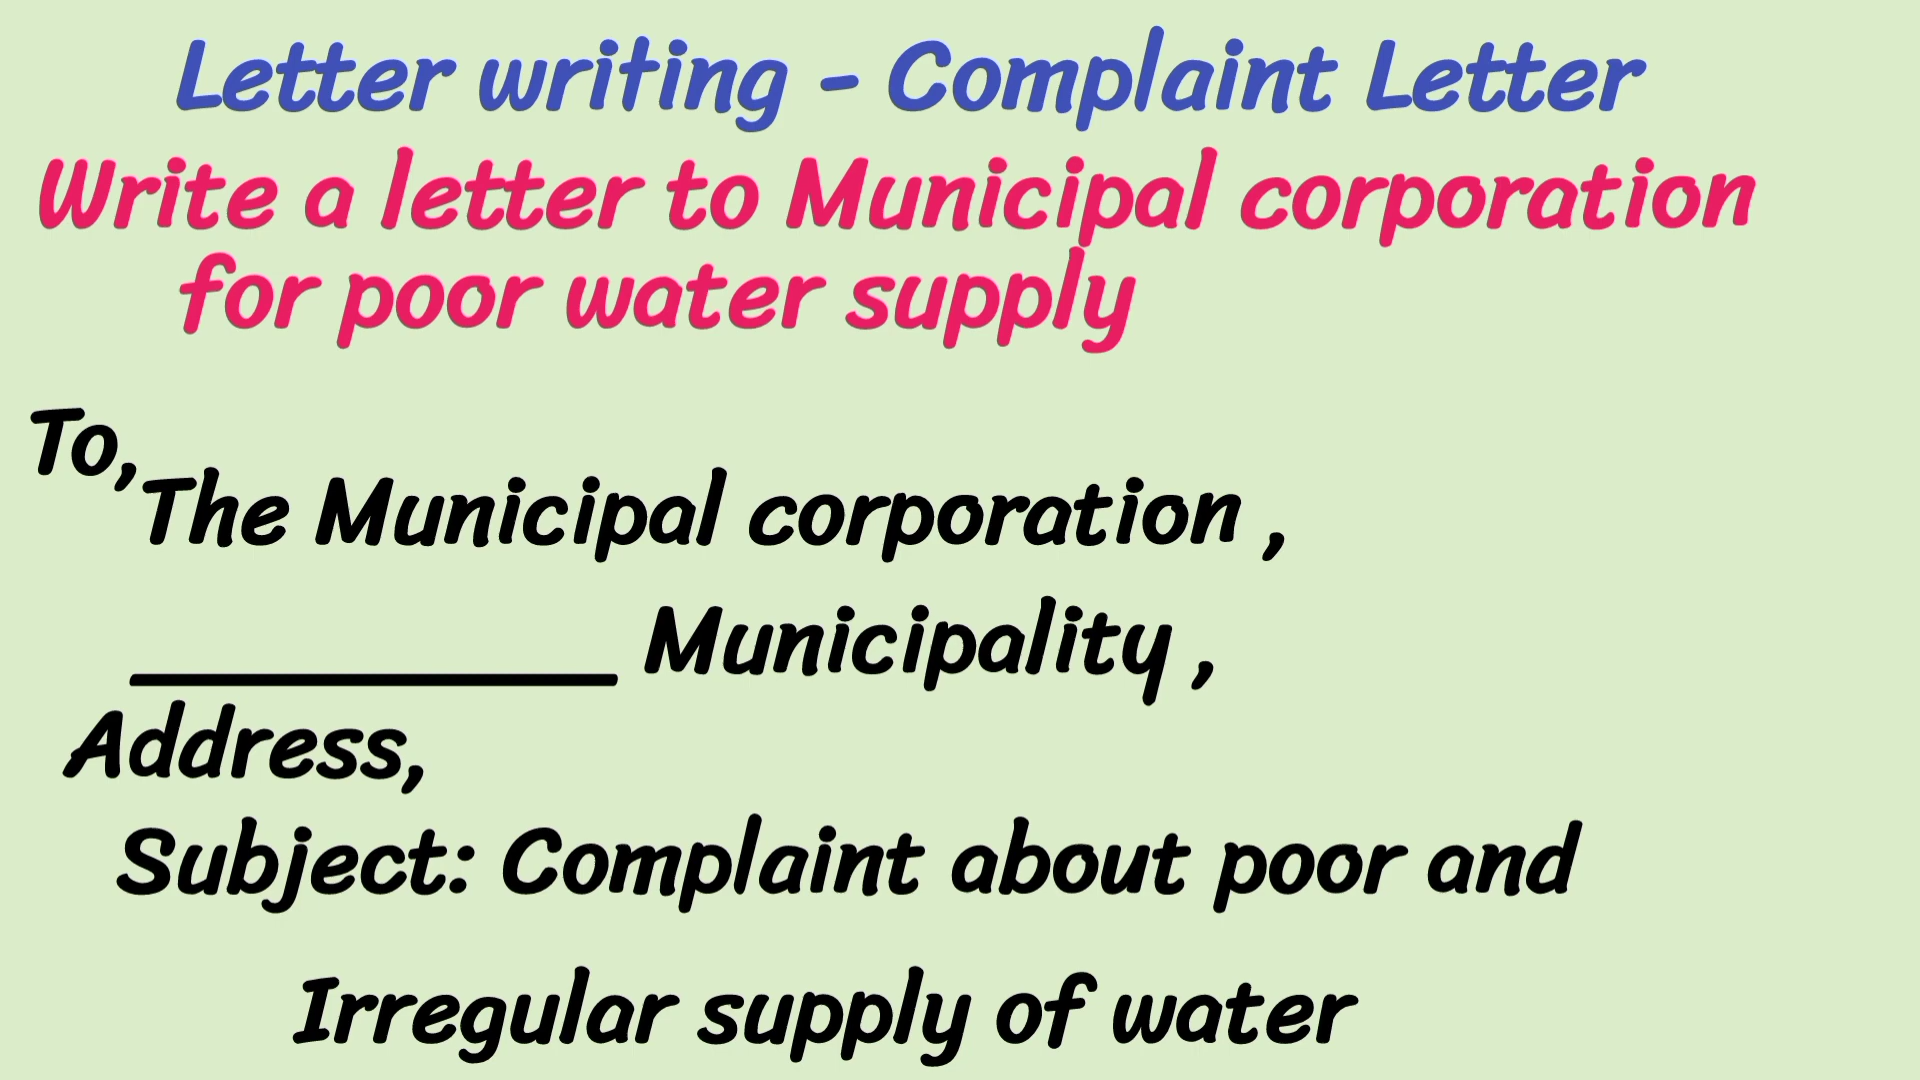 Letter writing - Complaint Letter
Write a letter to Municipal corporation
for poor water supply
To,
The Municipal corporation ,
____________ Municipality ,
Address,
Subject: Complaint about poor and
Irregular supply of water